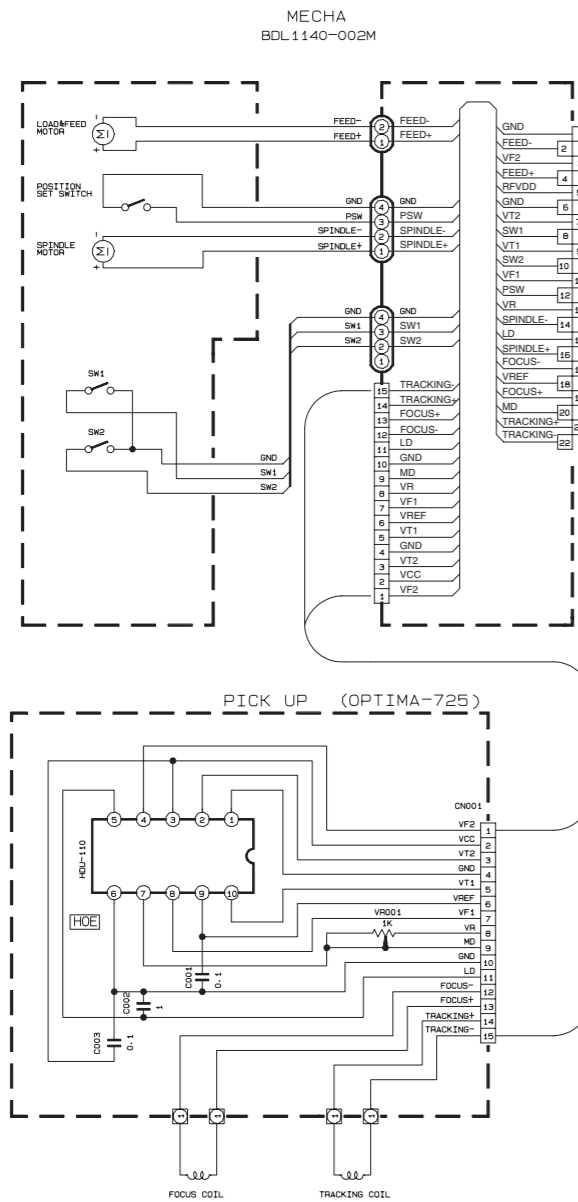 MECHA
BDL1140-002M
LOAD&FEED
MOTOR
-
M
+
POSITION
SET SWITCH
SPINDLE
MOTOR
-
M
+
FEED- 2 FEED-
FEED+ 1 FEED+
GND 4 GND
PSW 3 PSW
SPINDLE- 2 SPINDLE-
SPINDLE+ 1 SPINDLE+
GND 4 GND
SW1 3 SW1
SW2 2 SW2
1
SW1
SW2
GND
SW1
SW2
15 TRACKING-
14 TRACKING+
13 FOCUS+
12 FOCUS-
11 LD
10 GND
9 MD
8 VR
7 VF1
6 VREF
5 VT1
4 GND
3 VT2
2 VCC
1 VF2
GND
FEED- 2
VF2
FEED+ 4
RFVDD
GND 6
VT2
SW1 8
VT1
SW2 10
VF1
PSW 12
VR
SPINDLE- 14
LD
SPINDLE+ 16
FOCUS-
VREF 18
FOCUS+
MD 20
TRACKING+
TRACKING- 22
PICK UP (OPTIMA-725)
CN001
5 4 3 2 1
HDU-110
6 7 8 9 10
HOE
VF2 1
VCC 2
VT2 3
GND 4
VT1 5
VREF 6
VF1 7
VR 8
MD 9
GND 10
LD 11
FOCUS- 12
FOCUS+ 13
TRACKING+ 14
TRACKING- 15
VR001
1K
C001
0.1
C002
1
C003
0.1
1 1 1 1
FOCUS COIL
TRACKING COIL